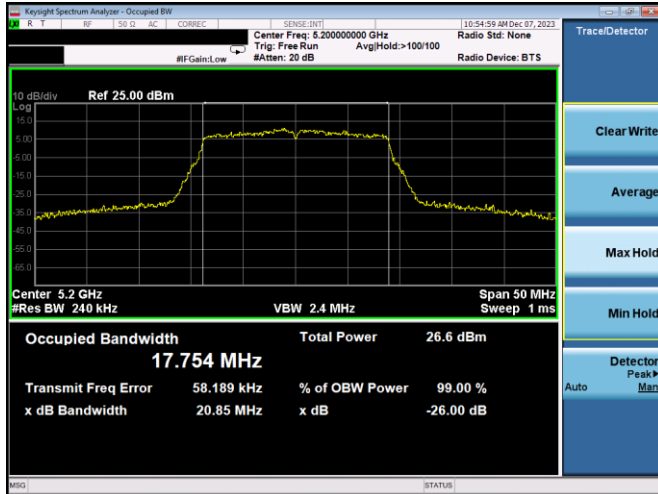 Keysight Spectrum Analyzer - Occupied BW
R T RF 50 Ω AC CORREC SENSE:INT 10:54:59 AM Dec 07, 2023
Center Freq: 5.200000000 GHz Radio Std: None
Trig: Free Run Avg|Hold:>100/100
#IFGain:Low #Atten: 20 dB Radio Device: BTS
Trace/Detector
10 dB/div Ref 25.00 dBm
Log
15.0
5.00
-5.00
-15.0
-25.0
-35.0
-45.0
-55.0
-65.0
Center 5.2 GHz Span 50 MHz
#Res BW 240 kHz VBW 2.4 MHz Sweep 1 ms
Occupied Bandwidth Total Power 26.6 dBm
17.754 MHz
Transmit Freq Error 58.189 kHz % of OBW Power 99.00 %
x dB Bandwidth 20.85 MHz x dB -26.00 dB
Clear Write
Average
Max Hold
Min Hold
Detector
Peak▶
Auto Man
MSG STATUS